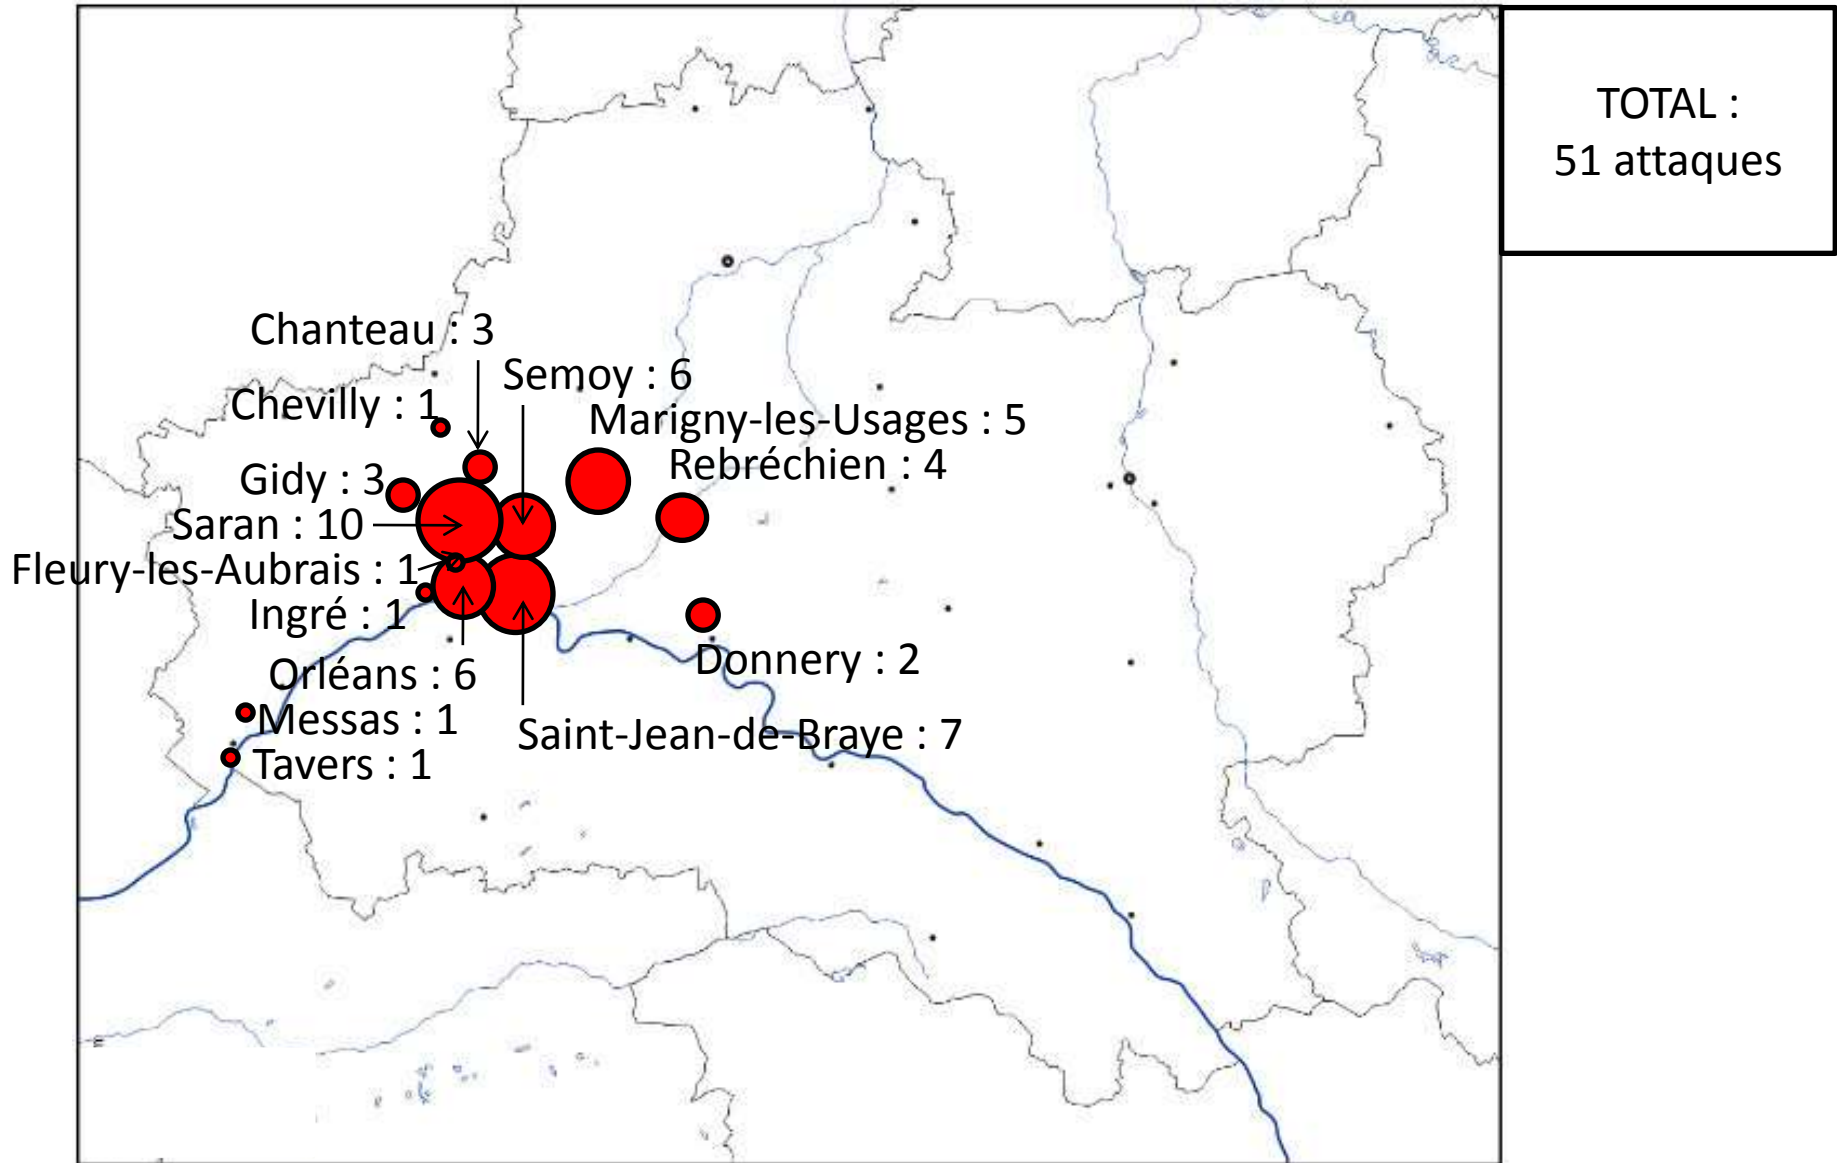 TOTAL :
51 attaques
Chanteau : 3
Semoy : 6
Chevilly : 1
Marigny-les-Usages : 5
Rebréchien : 4
Gidy : 3
Saran : 10
Fleury-les-Aubrais : 1
Ingré : 1
Orléans : 6
Donnery : 2
Messas : 1
Saint-Jean-de-Braye : 7
Tavers : 1